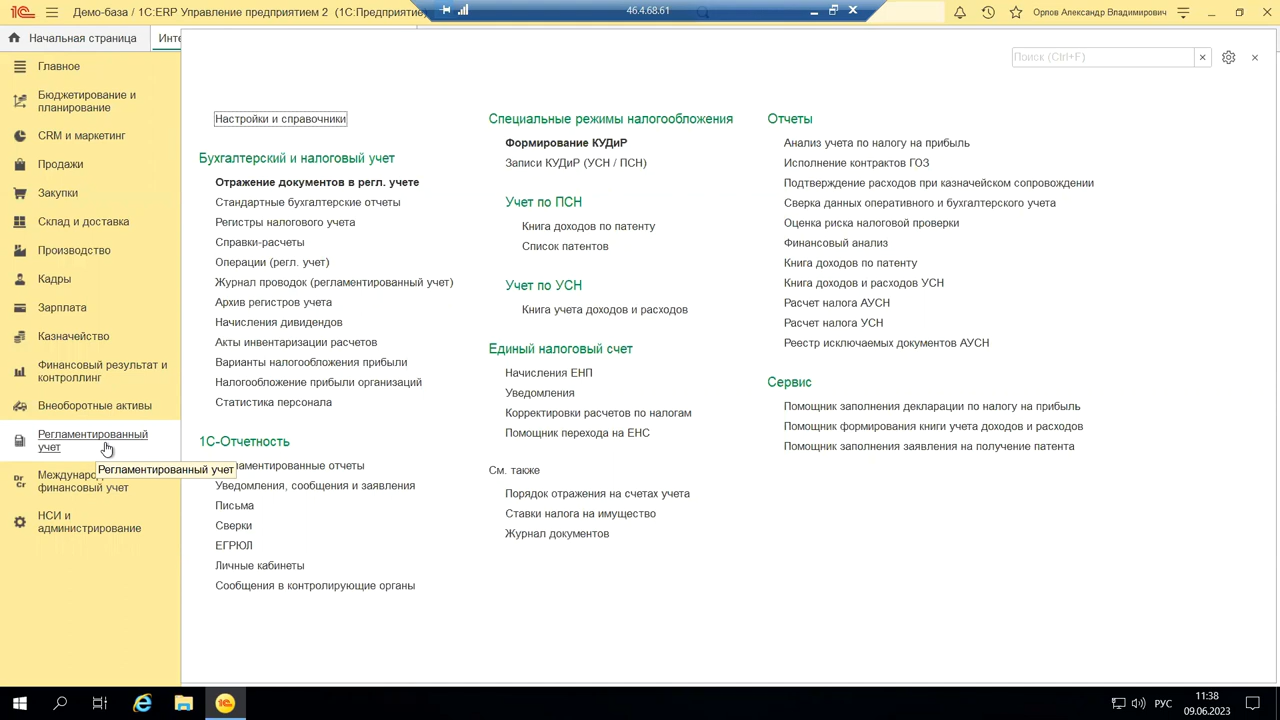 Демо-база / 1С:ERP Управление предприятием 2 (1С:Предприятие)
46.4.68.61
Орлов Александр Владимирович
Начальная страница
Инте
Главное
Бюджетирование и
планирование
CRM и маркетинг
Продажи
Закупки
Склад и доставка
Производство
Кадры
Зарплата
Казначейство
Финансовый результат и
контроллинг
Внеоборотные активы
Регламентированный
учет
Регламентированный учет
Международ
финансовый учет
НСИ и
администрирование
Поиск (Ctrl+F)
Настройки и справочники
Бухгалтерский и налоговый учет
Отражение документов в регл. учете
Стандартные бухгалтерские отчеты
Регистры налогового учета
Справки-расчеты
Операции (регл. учет)
Журнал проводок (регламентированный учет)
Архив регистров учета
Начисления дивидендов
Акты инвентаризации расчетов
Варианты налогообложения прибыли
Налогообложение прибыли организаций
Статистика персонала
1С-Отчетность
ламентированные отчеты
Уведомления, сообщения и заявления
Письма
Сверки
ЕГРЮЛ
Личные кабинеты
Сообщения в контролирующие органы
Специальные режимы налогообложения
Формирование КУДиР
Записи КУДиР (УСН / ПСН)
Учет по ПСН
Книга доходов по патенту
Список патентов
Учет по УСН
Книга учета доходов и расходов
Единый налоговый счет
Начисления ЕНП
Уведомления
Корректировки расчетов по налогам
Помощник перехода на ЕНС
См. также
Порядок отражения на счетах учета
Ставки налога на имущество
Журнал документов
Отчеты
Анализ учета по налогу на прибыль
Исполнение контрактов ГОЗ
Подтверждение расходов при казначейском сопровождении
Сверка данных оперативного и бухгалтерского учета
Оценка риска налоговой проверки
Финансовый анализ
Книга доходов по патенту
Книга доходов и расходов УСН
Расчет налога АУСН
Расчет налога УСН
Реестр исключаемых документов АУСН
Сервис
Помощник заполнения декларации по налогу на прибыль
Помощник формирования книги учета доходов и расходов
Помощник заполнения заявления на получение патента
РУС
11:38
09.06.2023